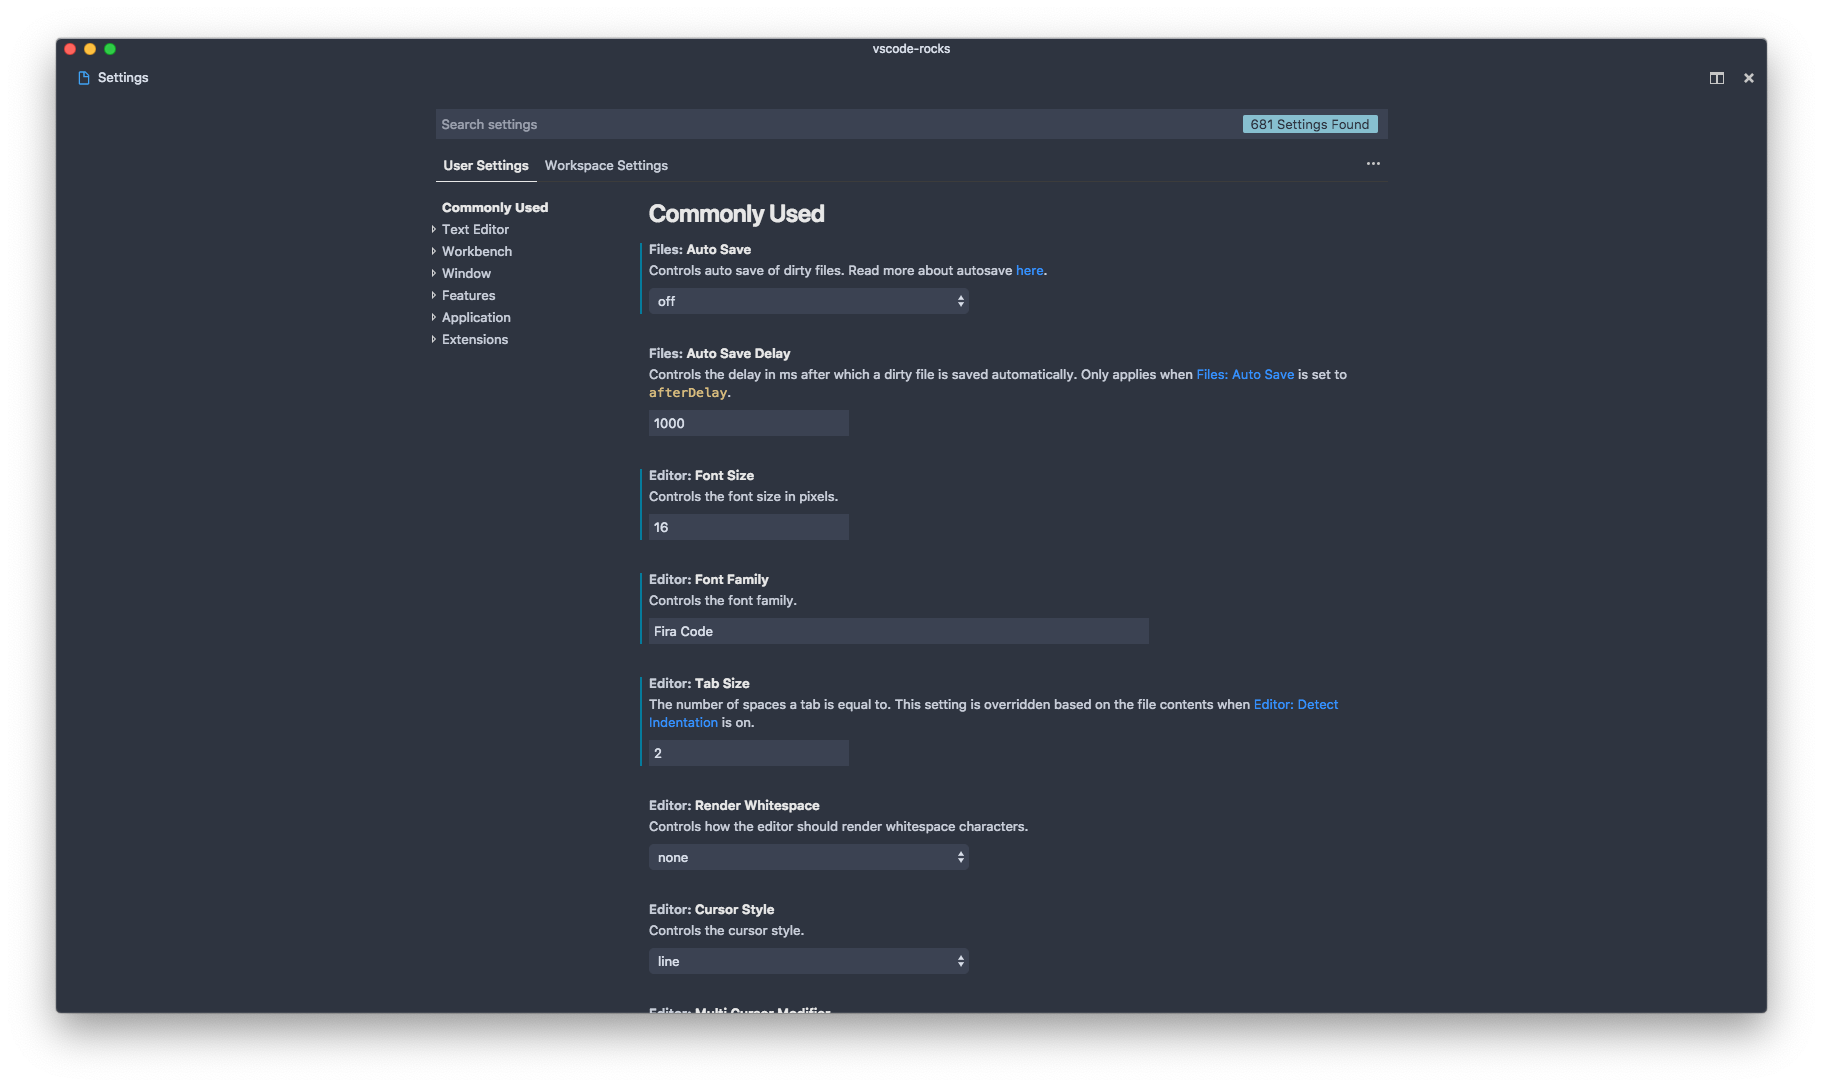 vscode-rocks
Settings
Search settings
681 Settings Found
User Settings
Workspace Settings
Commonly Used
Text Editor
Workbench
Window
Features
Application
Extensions
Commonly Used
Files: Auto Save
Controls auto save of dirty files. Read more about autosave here.
off
Files: Auto Save Delay
Controls the delay in ms after which a dirty file is saved automatically. Only applies when Files: Auto Save is set to
afterDelay.
1000
Editor: Font Size
Controls the font size in pixels.
16
Editor: Font Family
Controls the font family.
Fira Code
Editor: Tab Size
The number of spaces a tab is equal to. This setting is overridden based on the file contents when Editor: Detect
Indentation is on.
2
Editor: Render Whitespace
Controls how the editor should render whitespace characters.
none
Editor: Cursor Style
Controls the cursor style.
line
Editor: Multi Cursor Modifier